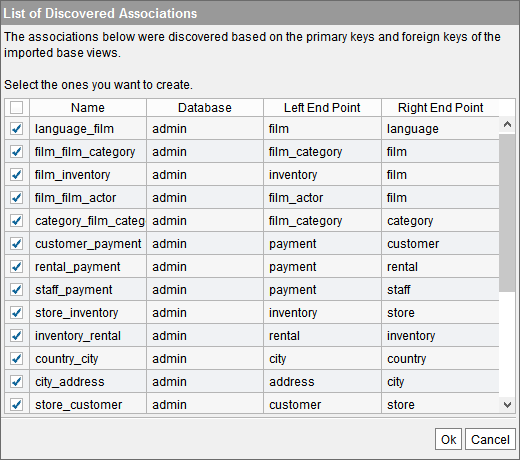 List of Discovered Associations
The associations below were discovered based on the primary keys and foreign keys of the
imported base views.
Select the ones you want to create.
Name Database Left End Point Right End Point
language_film admin film language
film_film_category admin film_category film
film_inventory admin inventory film
film_film_actor admin film_actor film
category_film_categ admin film_category category
customer_payment admin payment customer
rental_payment admin payment rental
staff_payment admin payment staff
store_inventory admin inventory store
inventory_rental admin rental inventory
country_city admin city country
city_address admin address city
store_customer admin customer store
Ok Cancel